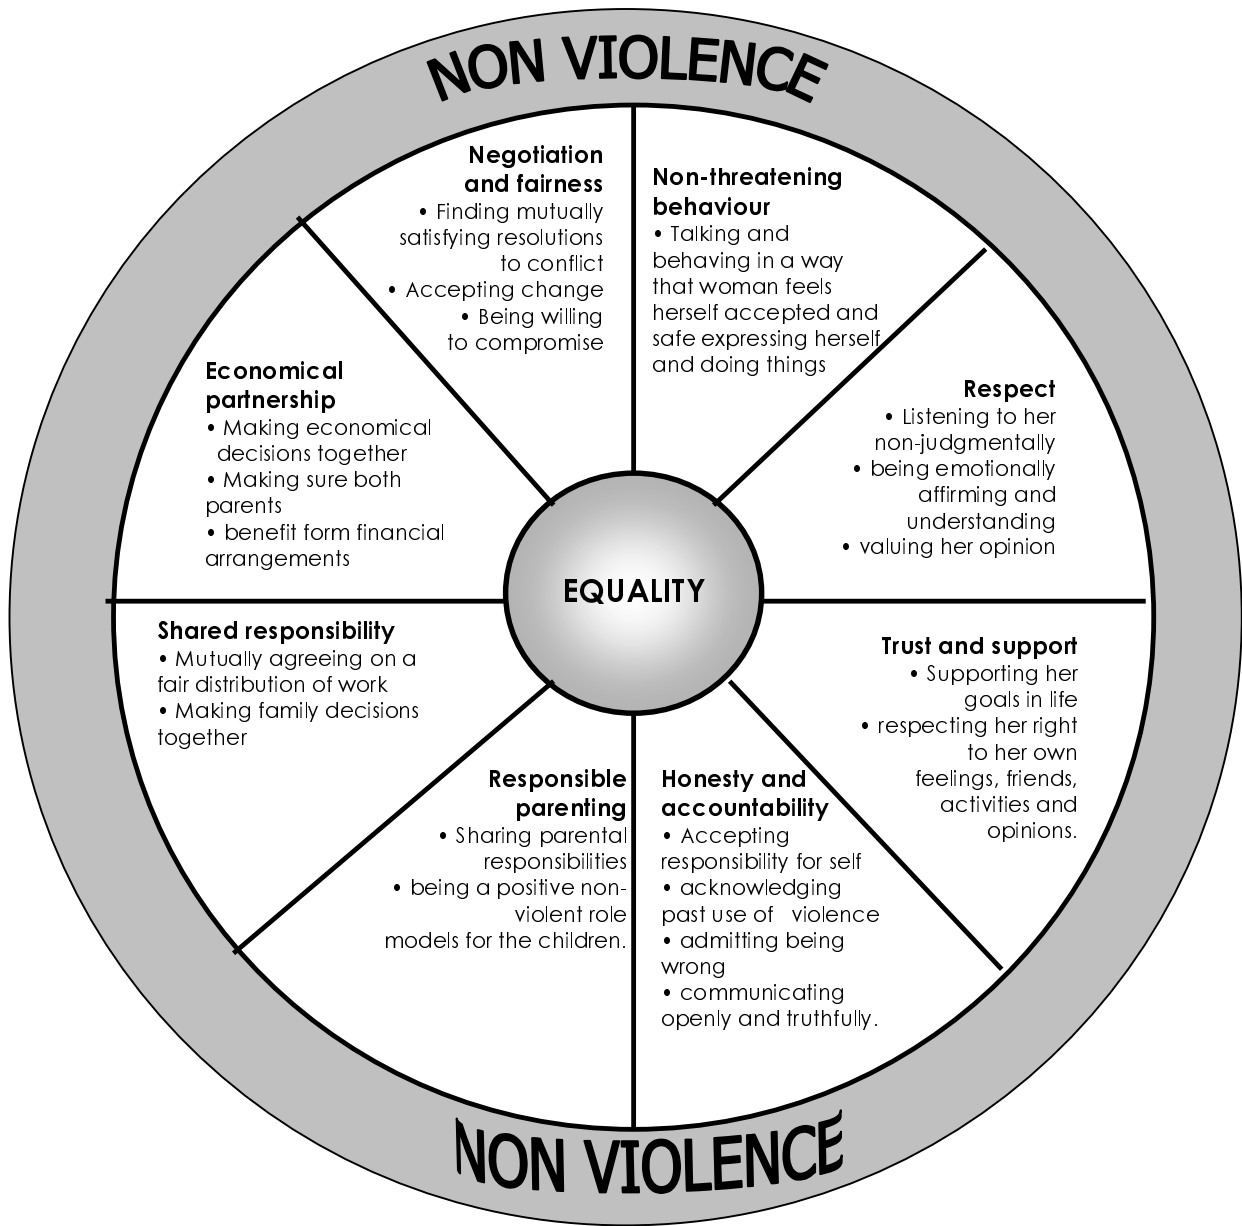 NON VIOLENCE
Negotiation
and fairness
• Finding mutually
satisfying resolutions
to conflict
• Accepting change
• Being willing
to compromise
Non-threatening
behaviour
• Talking and
behaving in a way
that woman feels
herself accepted and
safe expressing herself
and doing things
Economical
partnership
• Making economical
decisions together
• Making sure both
parents
• benefit form financial
arrangements
Respect
• Listening to her
non-judgmentally
• being emotionally
affirming and
understanding
• valuing her opinion
EQUALITY
Shared responsibility
• Mutually agreeing on a
fair distribution of work
• Making family decisions
together
Trust and support
• Supporting her
goals in life
• respecting her right
to her own
feelings, friends,
activities and
opinions.
Responsible
parenting
• Sharing parental
responsibilities
• being a positive non-
violent role
models for the children.
Honesty and
accountability
• Accepting
responsibility for self
• acknowledging
past use of violence
• admitting being
wrong
• communicating
openly and truthfully.
NON VIOLENCE